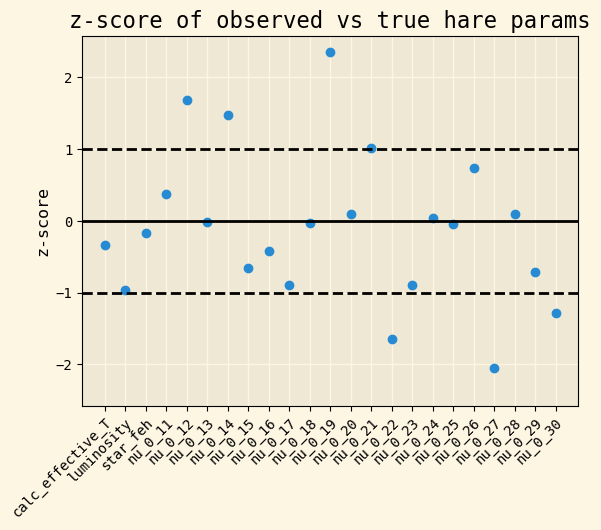 z-score of observed vs true hare params
z-score
2
1
0
−1
−2
calc_effective_T
luminosity
star_feh
nu_0_11
nu_0_12
nu_0_13
nu_0_14
nu_0_15
nu_0_16
nu_0_17
nu_0_18
nu_0_19
nu_0_20
nu_0_21
nu_0_22
nu_0_23
nu_0_24
nu_0_25
nu_0_26
nu_0_27
nu_0_28
nu_0_29
nu_0_30